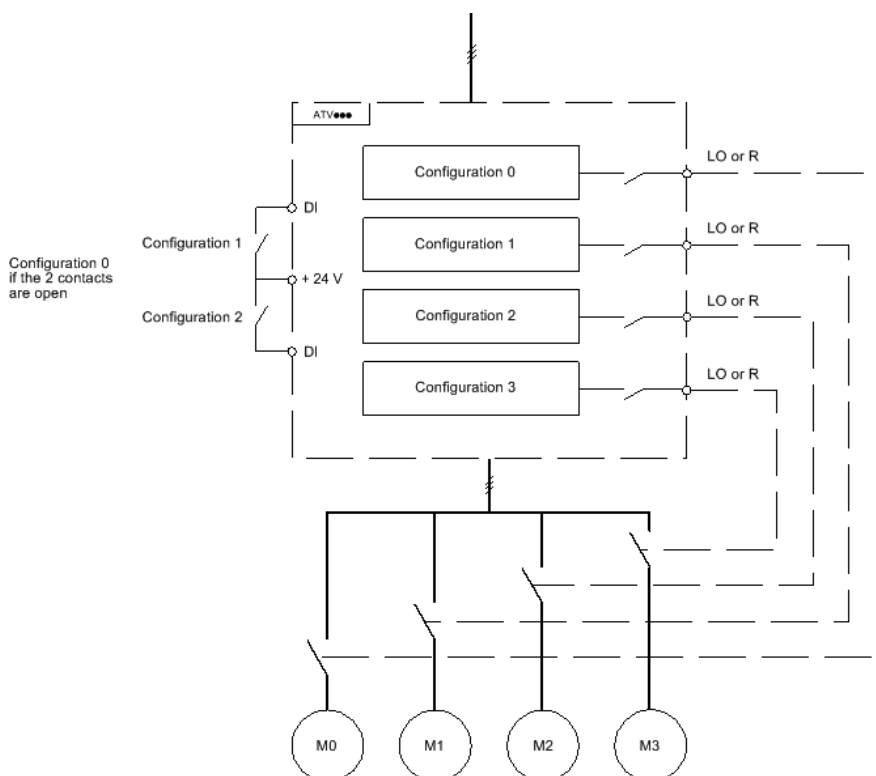 ATV●●●
Configuration 0
LO or R
DI
Configuration 1
LO or R
Configuration 1
Configuration 0
if the 2 contacts
are open
+ 24 V
Configuration 2
LO or R
Configuration 2
DI
Configuration 3
LO or R
M0
M1
M2
M3